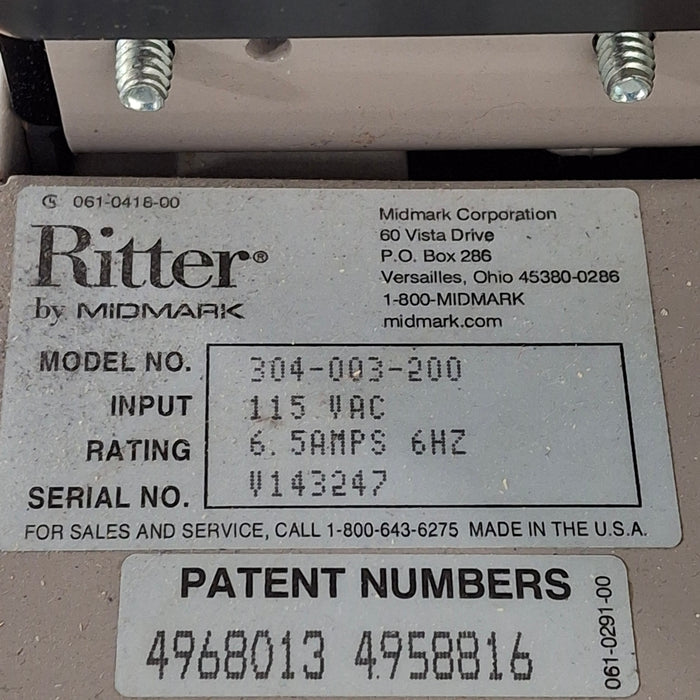 061-0418-00
Ritter®
by MIDMARK
Midmark Corporation
60 Vista Drive
P.O. Box 286
Versailles, Ohio 45380-0286
1-800-MIDMARK
midmark.com
MODEL NO. 304-003-200
INPUT 115 VAC
RATING 6.5AMPS 6HZ
SERIAL NO. V143247
FOR SALES AND SERVICE, CALL 1-800-643-6275 MADE IN THE U.S.A.
PATENT NUMBERS
4968013 4958816
061-0291-00